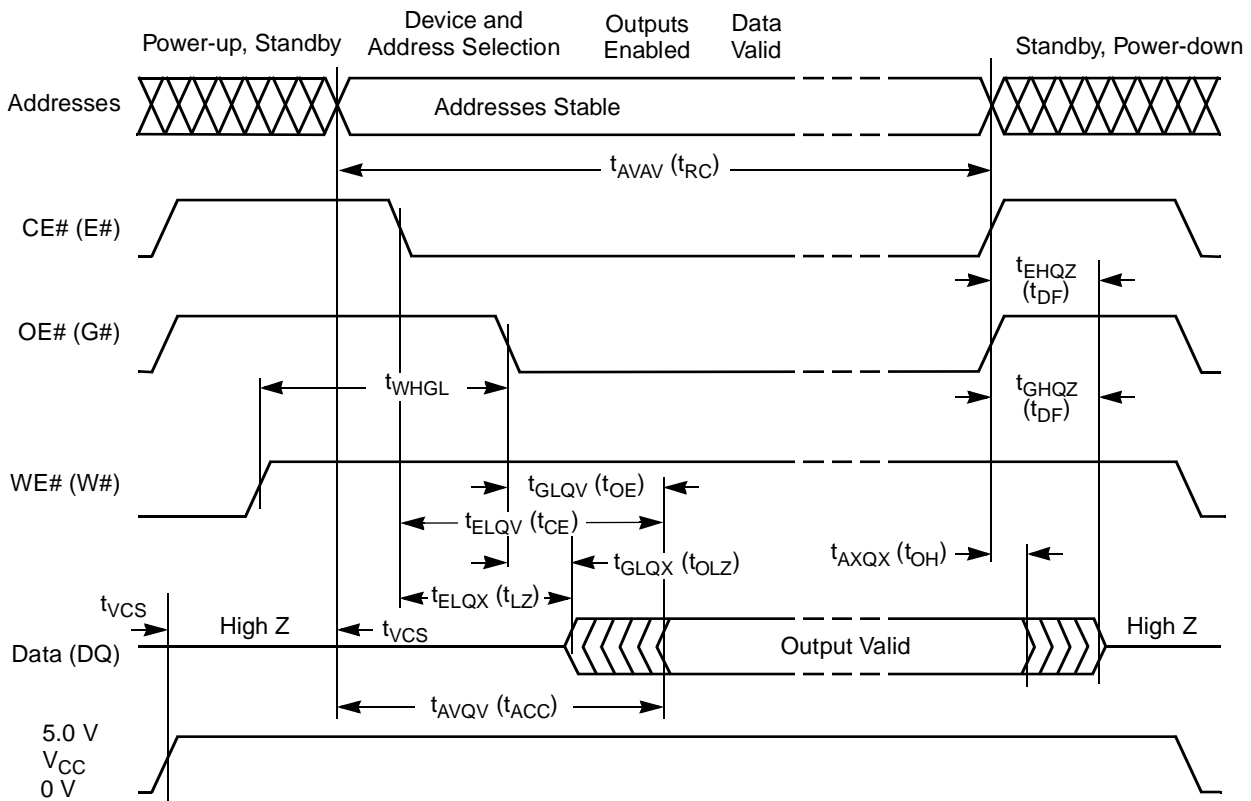 Power-up, Standby
Device and
Address Selection
Outputs
Enabled
Data
Valid
Standby, Power-down
Addresses
Addresses Stable
tAVAV (tRC)
CE# (E#)
tEHQZ
(tDF)
OE# (G#)
tWHGL
tGHQZ
(tDF)
WE# (W#)
tGLQV (tOE)
tELQV (tCE)
tGLQX (tOLZ)
tAXQX (tOH)
tELQX (tLZ)
tVCS
High Z
tVCS
Data (DQ)
Output Valid
High Z
tAVQV (tACC)
5.0 V
VCC
0 V